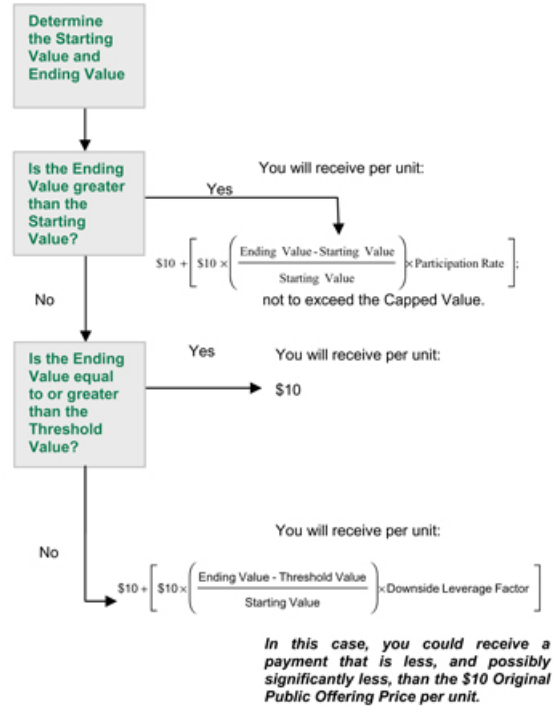 Determine
the Starting
Value and
Ending Value
Is the Ending
Value greater
than the
Starting
Value?
Yes
You will receive per unit:
$10 + [ $10 × ( Ending Value - Starting Value / Starting Value ) × Participation Rate ];
not to exceed the Capped Value.
No
Is the Ending
Value equal
to or greater
than the
Threshold
Value?
Yes
You will receive per unit:
$10
No
You will receive per unit:
$10 + [ $10 × ( Ending Value - Threshold Value / Starting Value ) × Downside Leverage Factor ]
In this case, you could receive a
payment that is less, and possibly
significantly less, than the $10 Original
Public Offering Price per unit.